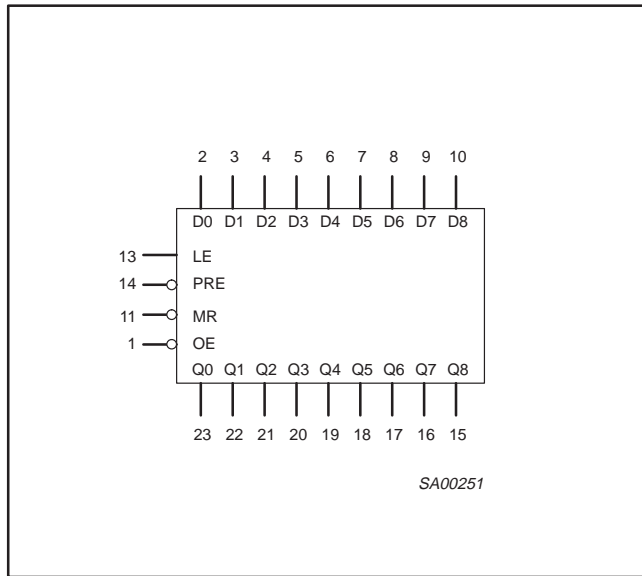 2 3 4 5 6 7 8 9 10
D0 D1 D2 D3 D4 D5 D6 D7 D8
13 LE
14 PRE
11 MR
1 OE
Q0 Q1 Q2 Q3 Q4 Q5 Q6 Q7 Q8
23 22 21 20 19 18 17 16 15
SA00251